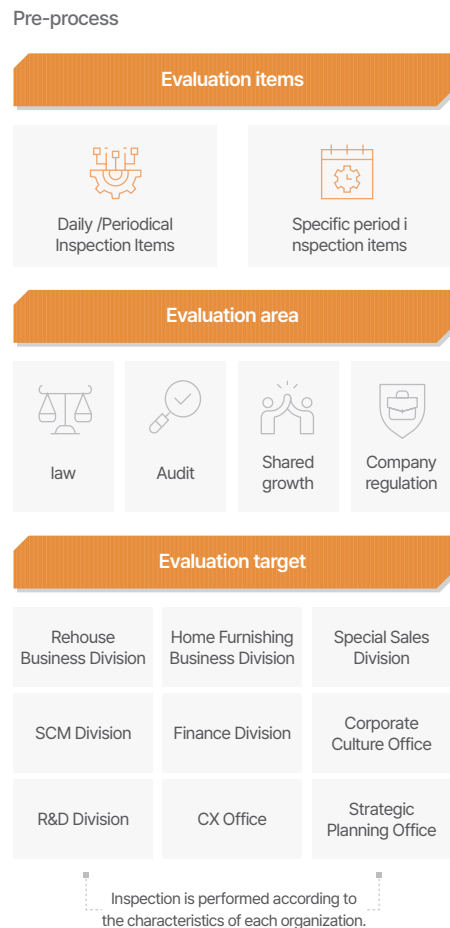 Pre-process
Evaluation items
Daily /Periodical
Inspection Items
Specific period i
nspection items
Evaluation area
law
Audit
Shared
growth
Company
regulation
Evaluation target
Rehouse
Business Division
Home Furnishing
Business Division
Special Sales
Division
SCM Division
Finance Division
Corporate
Culture Office
R&D Division
CX Office
Strategic
Planning Office
Inspection is performed according to
the characteristics of each organization.